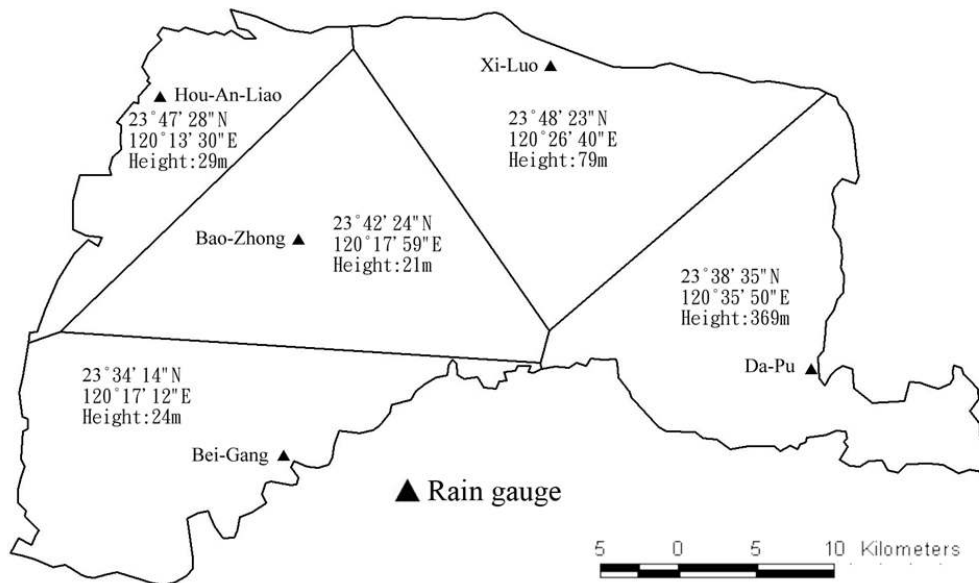 Xi-Luo
23°48'23"N
120°26'40"E
Height:79m
Hou-An-Liao
23°47'28"N
120°13'30"E
Height:29m
Bao-Zhong
23°42'24"N
120°17'59"E
Height:21m
23°38'35"N
120°35'50"E
Height:369m
Da-Pu
23°34'14"N
120°17'12"E
Height:24m
Bei-Gang
Rain gauge
5 0 5 10 Kilometers